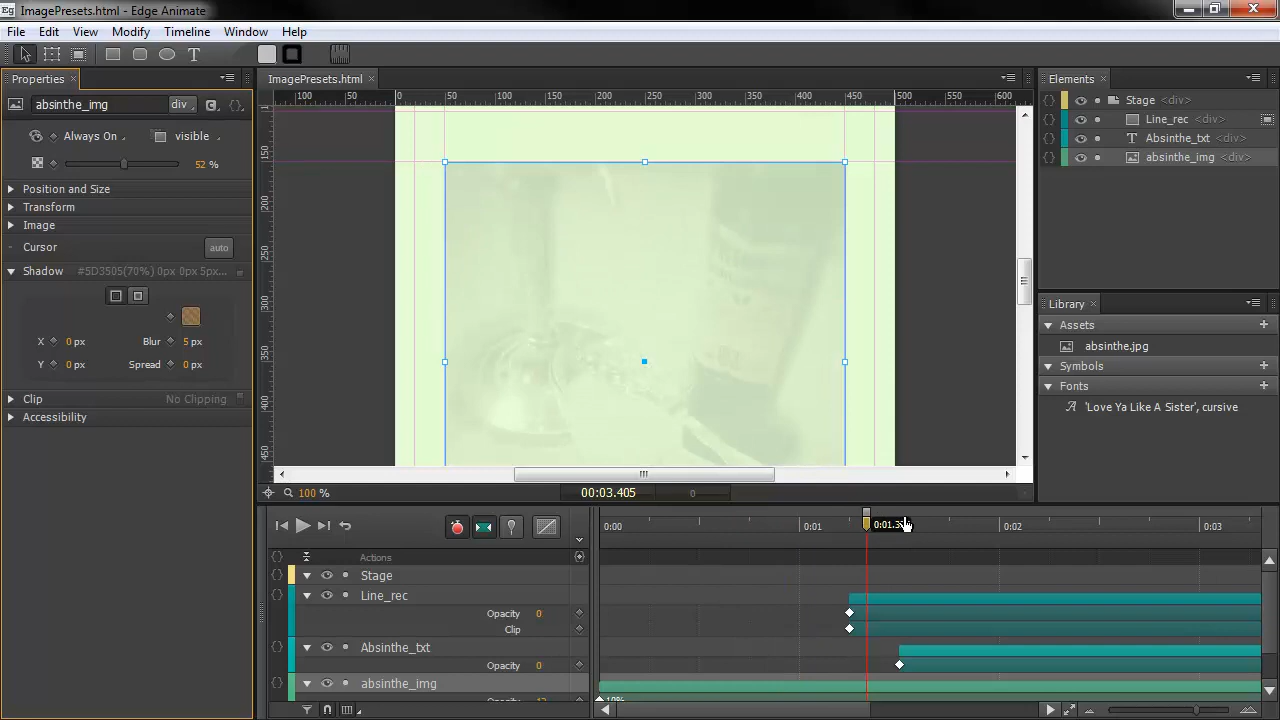 Eg ImagePresets.html - Edge Animate
File Edit View Modify Timeline Window Help
Properties
ImagePresets.html
Elements
absinthe_img div
Always On visible
52 %
Position and Size
Transform
Image
Cursor auto
Shadow #5D3505(70%) 0px 0px 5px...
X 0 px Blur 5 px
Y 0 px Spread 0 px
Clip No Clipping
Accessibility
100 50 0 50 100 150 200 250 300 350 400 450 500 550 600
150
200
250
300
350
400
450
100 %
00:03.405 0
Stage <div>
Line_rec <div>
T Absinthe_txt <div>
absinthe_img <div>
Library
Assets
absinthe.jpg
Symbols
Fonts
'Love Ya Like A Sister', cursive
0:00 0:01 0:02 0:03
Actions
Stage
Line_rec
Opacity 0
Clip
Absinthe_txt
Opacity 0
absinthe_img